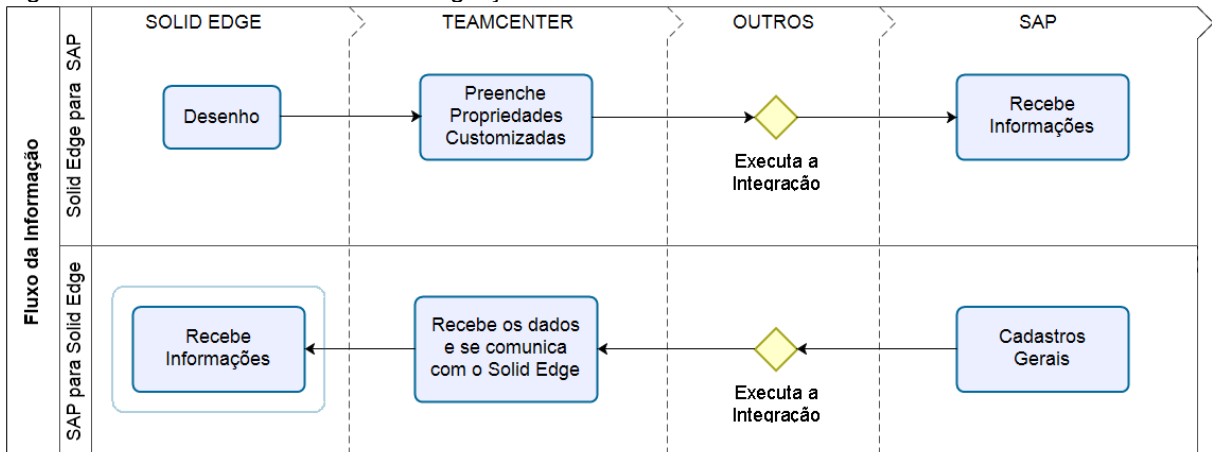 SOLID EDGE
TEAMCENTER
OUTROS
SAP
Fluxo da Informação
Solid Edge para SAP
Desenho
Preenche
Propriedades
Customizadas
Executa a
Integração
Recebe
Informações
SAP para Solid Edge
Recebe
Informações
Recebe os dados
e se comunica
com o Solid Edge
Executa a
Integração
Cadastros
Gerais